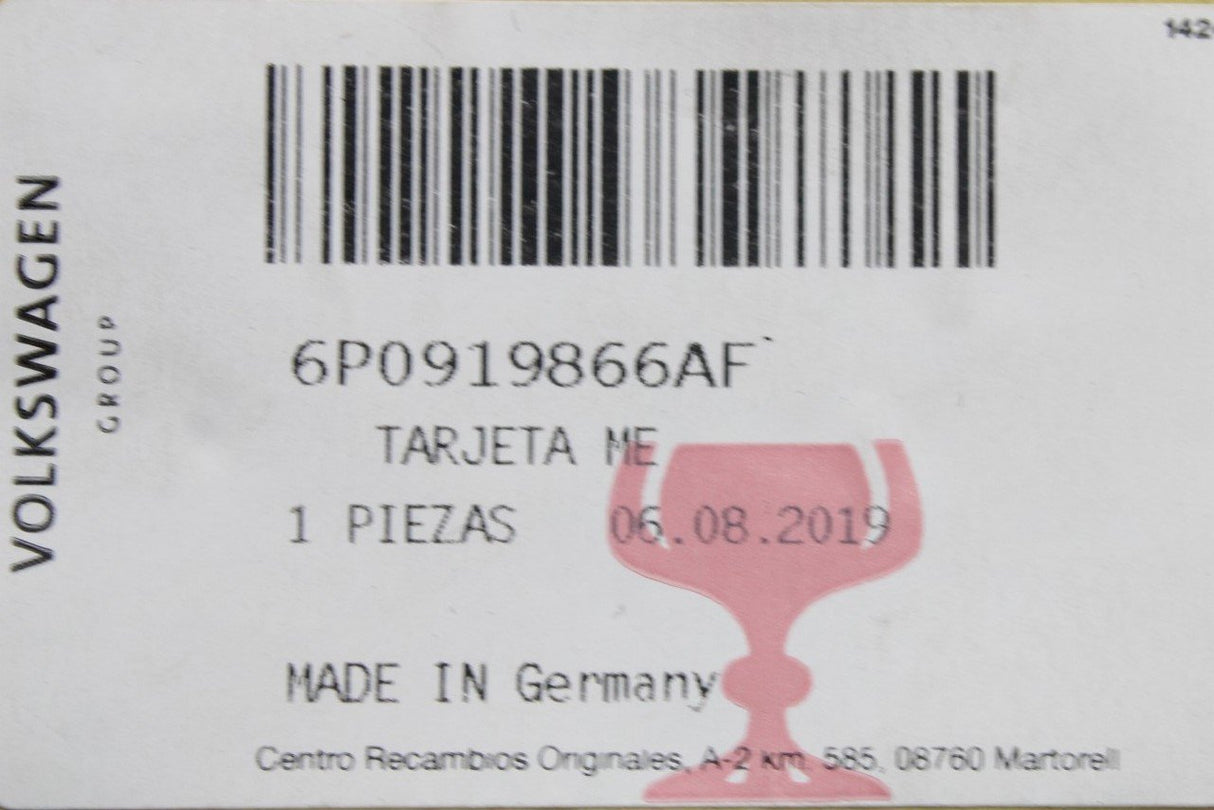 142
VOLKSWAGEN
GROUP
6P0919866AF
TARJETA ME
1 PIEZAS 06.08.2019
MADE IN Germany
Centro Recambios Originales, A-2 km. 585, 08760 Martorell